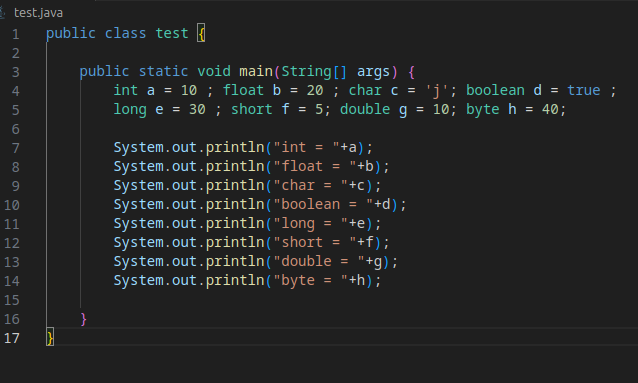 test.java
1 public class test {
2
3     public static void main(String[] args) {
4         int a = 10 ; float b = 20 ; char c = 'j'; boolean d = true ;
5         long e = 30 ; short f = 5; double g = 10; byte h = 40;
6
7         System.out.println("int = "+a);
8         System.out.println("float = "+b);
9         System.out.println("char = "+c);
10         System.out.println("boolean = "+d);
11         System.out.println("long = "+e);
12         System.out.println("short = "+f);
13         System.out.println("double = "+g);
14         System.out.println("byte = "+h);
15
16     }
17 }